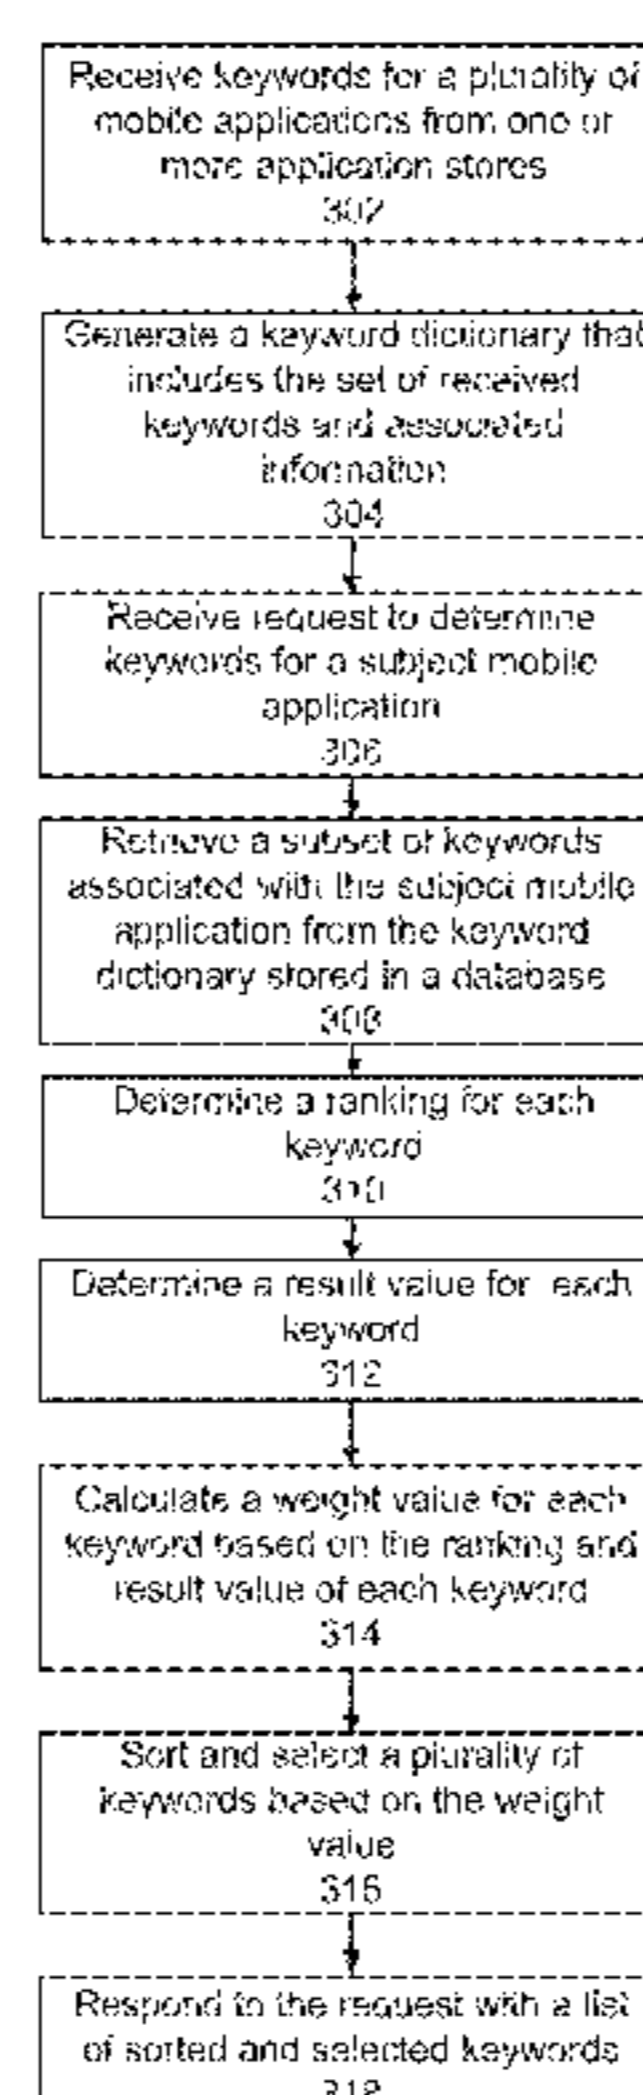 Receive keywords for a plurality of
mobile applications from one or
more application stores
302
Generate a keyword dictionary that
includes the set of received
keywords and associated
information
304
Receive request to determine
keywords for a subject mobile
application
306
Retrieve a subset of keywords
associated with the subject mobile
application from the keyword
dictionary stored in a database
308
Determine a ranking for each
keyword
310
Determine a result value for each
keyword
312
Calculate a weight value for each
keyword based on the ranking and
result value of each keyword
314
Sort and select a plurality of
keywords based on the weight
value
316
Respond to the request with a list
of sorted and selected keywords
318